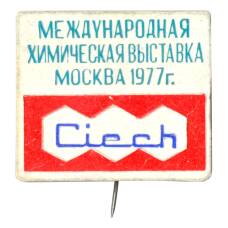 МЕЖДУНАРОДНАЯ
ХИМИЧЕСКАЯ ВЫСТАВКА
МОСКВА 1977г.
Ciech